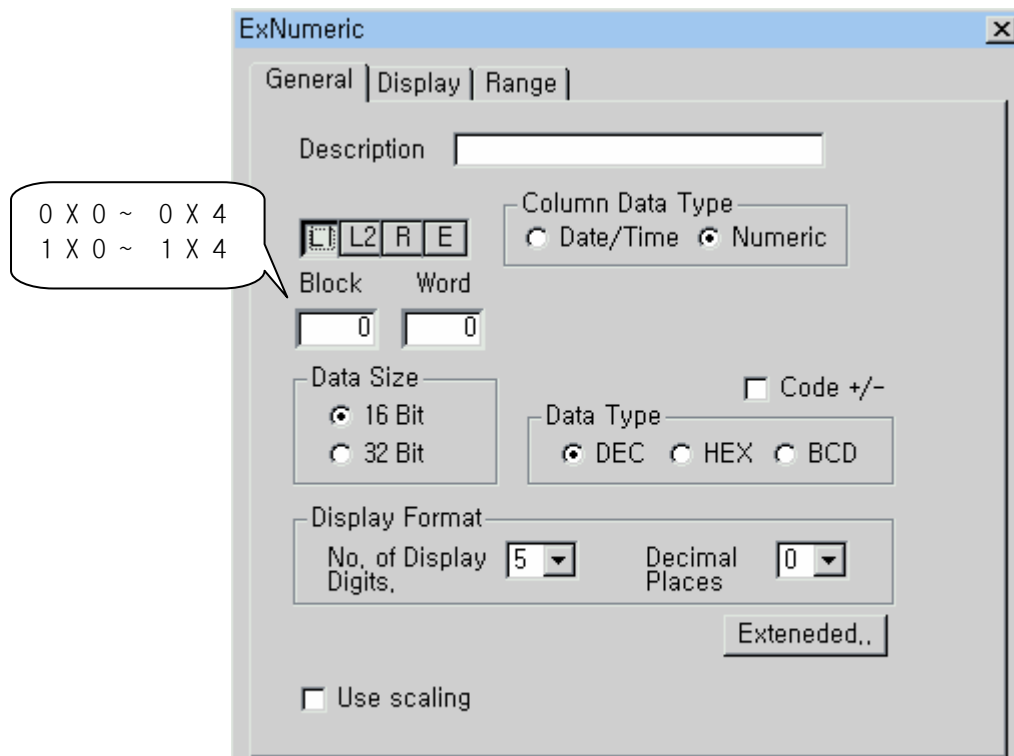 ExNumeric
General
Display
Range
Description
0 X 0 ~ 0 X 4
1 X 0 ~ 1 X 4
L1 L2 R E
Column Data Type
Date/Time Numeric
Block Word
0 0
Data Size
16 Bit
32 Bit
Code +/-
Data Type
DEC HEX BCD
Display Format
No. of Display
Digits.
5
Decimal
Places
0
Exteneded..
Use scaling